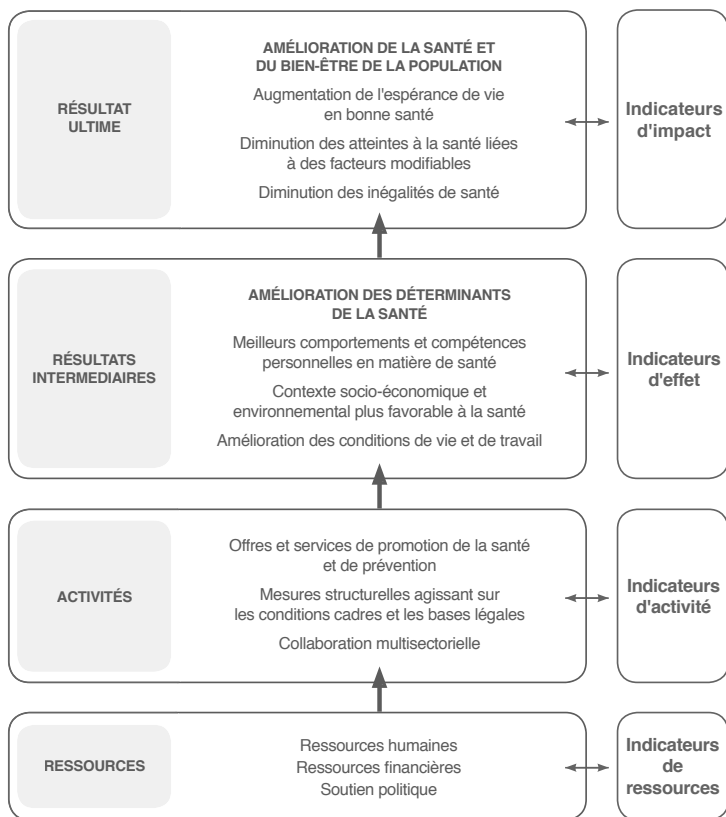 RÉSULTAT
ULTIME
AMÉLIORATION DE LA SANTÉ ET
DU BIEN-ÊTRE DE LA POPULATION
Augmentation de l'espérance de vie
en bonne santé
Diminution des atteintes à la santé liées
à des facteurs modifiables
Diminution des inégalités de santé
Indicateurs
d'impact
RÉSULTATS
INTERMEDIAIRES
AMÉLIORATION DES DÉTERMINANTS
DE LA SANTÉ
Meilleurs comportements et compétences
personnelles en matière de santé
Contexte socio-économique et
environnemental plus favorable à la santé
Amélioration des conditions de vie et de travail
Indicateurs
d'effet
ACTIVITÉS
Offres et services de promotion de la santé
et de prévention
Mesures structurelles agissant sur
les conditions cadres et les bases légales
Collaboration multisectorielle
Indicateurs
d'activité
RESSOURCES
Ressources humaines
Ressources financières
Soutien politique
Indicateurs
de
ressources